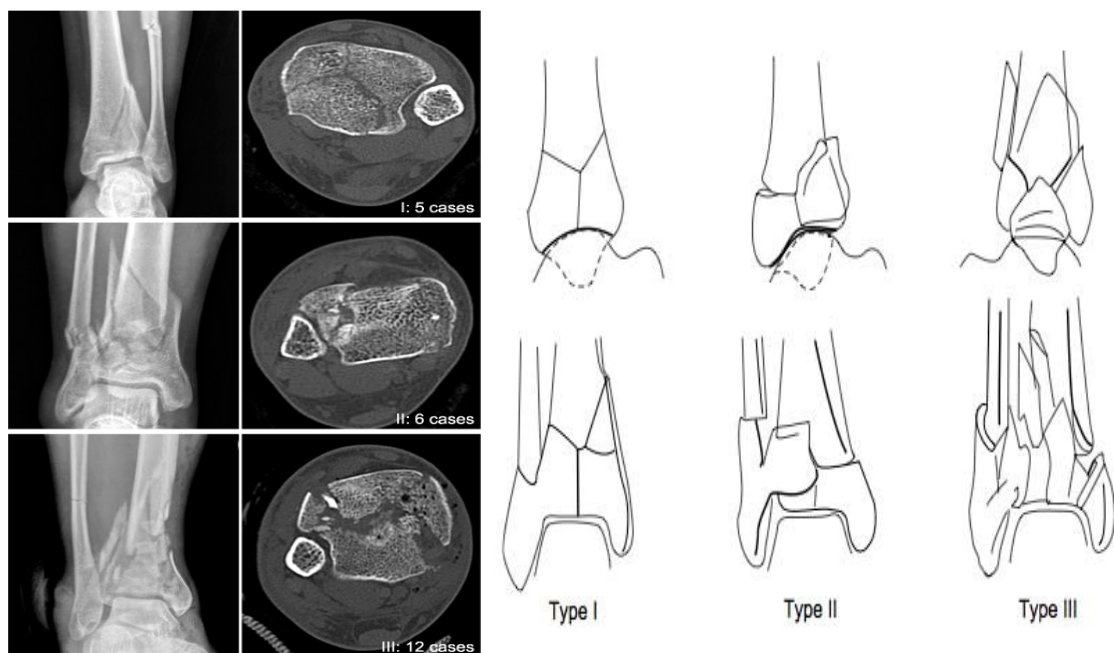 I: 5 cases
II: 6 cases
III: 12 cases
Type I
Type II
Type III